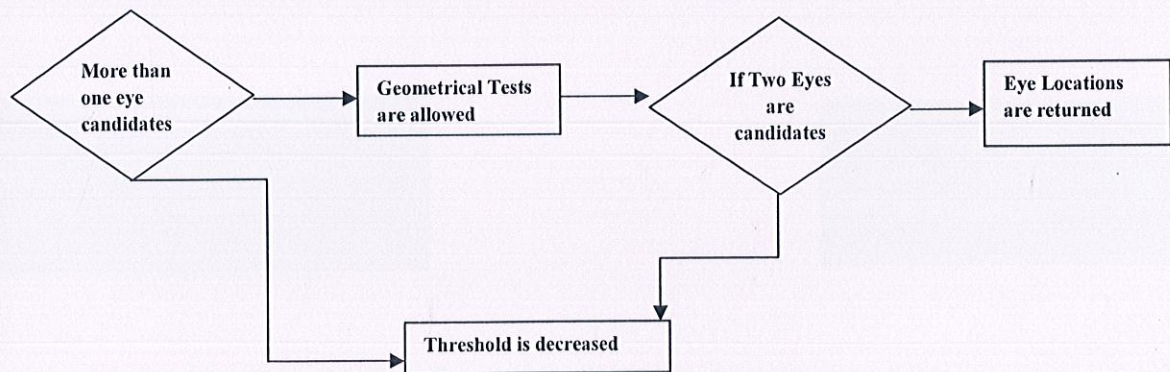 More than
one eye
candidates
Geometrical Tests
are allowed
If Two Eyes
are
candidates
Eye Locations
are returned
Threshold is decreased